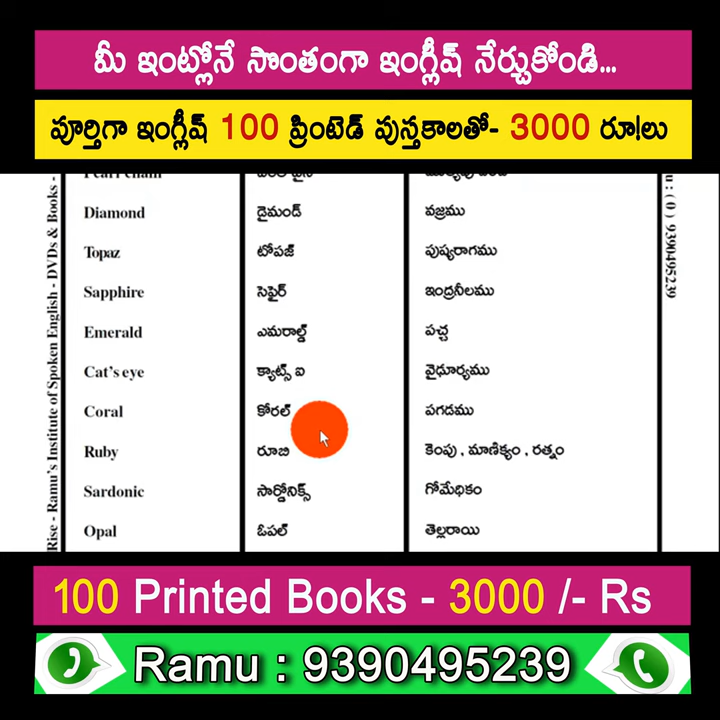 మీ ఇంట్లోనే సొంతంగా ఇంగ్లీష్ నేర్చుకోండి...
పూర్తిగా ఇంగ్లీష్ 100 ప్రింటెడ్ పుస్తకాలతో- 3000 రూ!లు
Diamond డైమండ్ వజ్రము
Topaz టోపజ్ పుష్యరాగము
Sapphire సెఫైర్ ఇంద్రనీలము
Emerald ఎమరాల్డ్ పచ్చ
Cat's eye క్యాట్స్ ఐ వైఢూర్యము
Coral కోరల్ పగడము
Ruby రూబి కెంపు , మాణిక్యం , రత్నం
Sardonic సార్డోనిక్స్ గోమేధికం
Opal ఓపల్ తెల్లరాయి
Rise - Ramu's Institute of Spoken English - DVDs & Books -
u : ( 0 ) 9390495239
100 Printed Books - 3000 /- Rs
Ramu : 9390495239